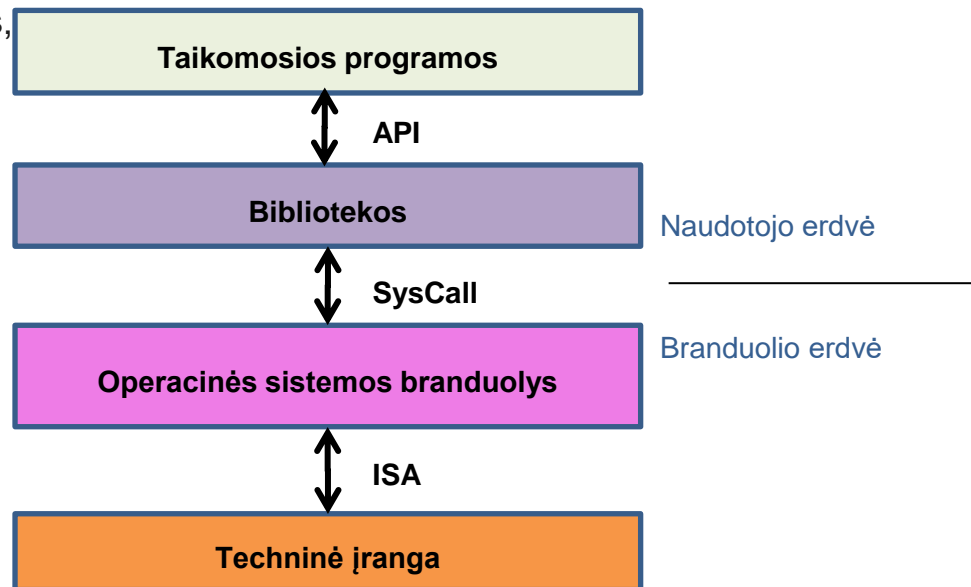 Taikomosios programos
API
Bibliotekos
Naudotojo erdvė
SysCall
Branduolio erdvė
Operacinės sistemos branduolys
ISA
Techninė įranga